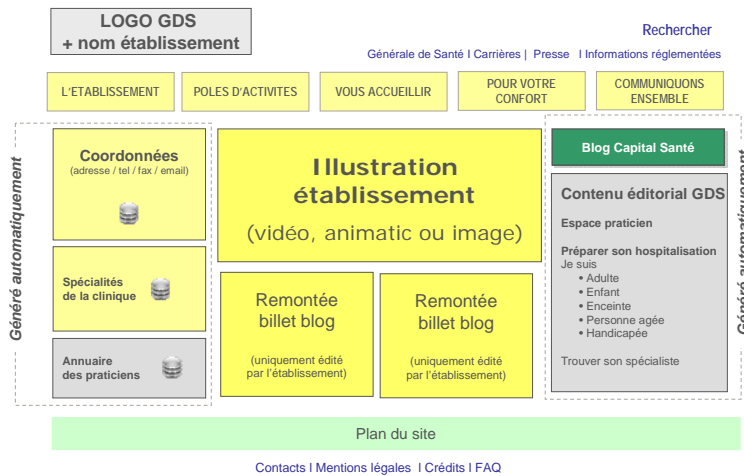 LOGO GDS
+ nom établissement
Rechercher
Générale de Santé I Carrières | Presse I Informations réglementées
L'ETABLISSEMENT
POLES D'ACTIVITES
VOUS ACCUEILLIR
POUR VOTRE
CONFORT
COMMUNIQUONS
ENSEMBLE
Généré automatiquement
Coordonnées
(adresse / tel / fax / email)
Spécialités
de la clinique
Annuaire
des praticiens
Illustration
établissement
(vidéo, animatic ou image)
Remontée
billet blog
(uniquement édité
par l'établissement)
Remontée
billet blog
(uniquement édité
par l'établissement)
Blog Capital Santé
Contenu éditorial GDS
Espace praticien
Préparer son hospitalisation
Je suis
• Adulte
• Enfant
• Enceinte
• Personne agée
• Handicapée
Trouver son spécialiste
Généré automatiquement
Plan du site
Contacts I Mentions légales I Crédits I FAQ